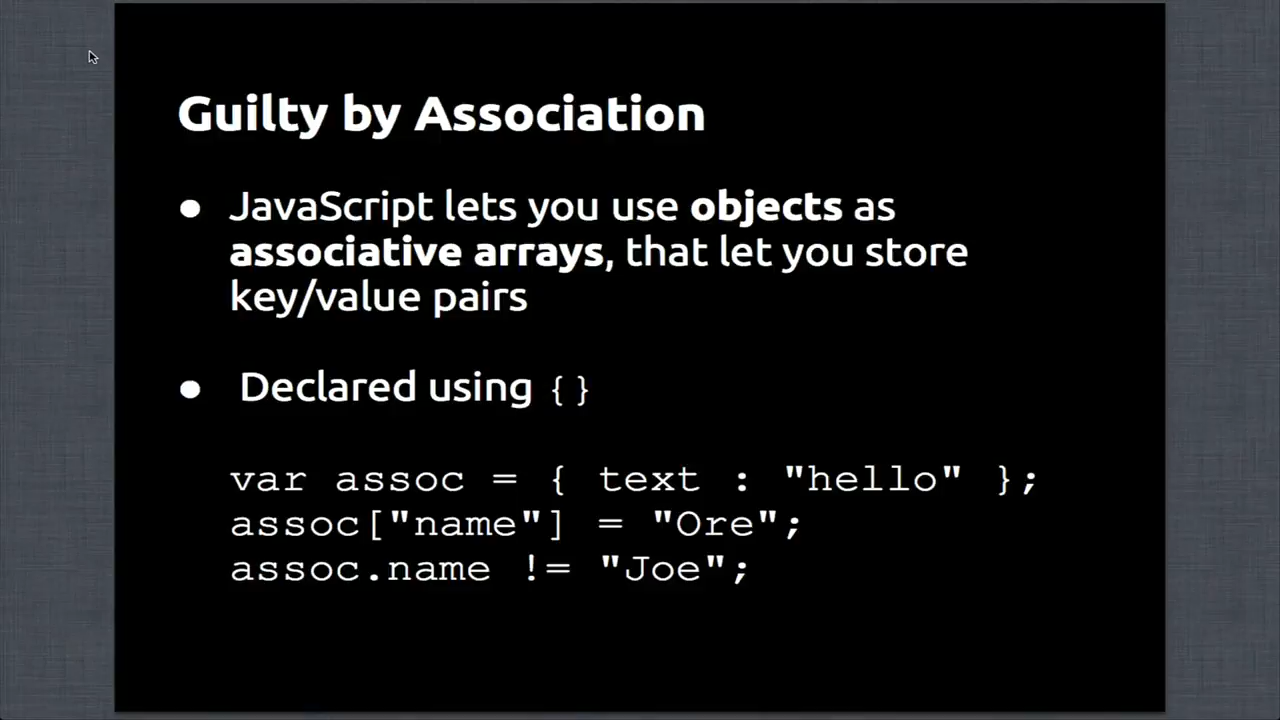 Guilty by Association
● JavaScript lets you use objects as
associative arrays, that let you store
key/value pairs
● Declared using {}
var assoc = { text : "hello" };
assoc["name"] = "Ore";
assoc.name != "Joe";